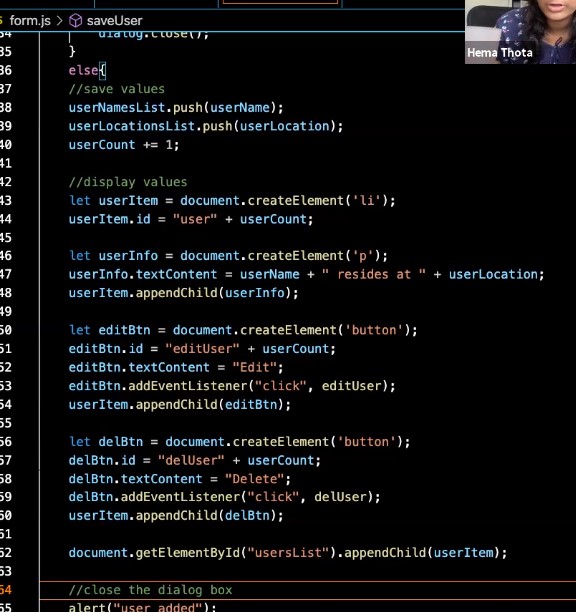 form.js > saveUser
34 dialog.close();
Hema Thota
35 }
36 else{
37 //save values
38 userNamesList.push(userName);
39 userLocationsList.push(userLocation);
40 userCount += 1;
41
42 //display values
43 let userItem = document.createElement('li');
44 userItem.id = "user" + userCount;
45
46 let userInfo = document.createElement('p');
47 userInfo.textContent = userName + " resides at " + userLocation;
48 userItem.appendChild(userInfo);
49
50 let editBtn = document.createElement('button');
51 editBtn.id = "editUser" + userCount;
52 editBtn.textContent = "Edit";
53 editBtn.addEventListener("click", editUser);
54 userItem.appendChild(editBtn);
55
56 let delBtn = document.createElement('button');
57 delBtn.id = "delUser" + userCount;
58 delBtn.textContent = "Delete";
59 delBtn.addEventListener("click", delUser);
60 userItem.appendChild(delBtn);
61
62 document.getElementById("usersList").appendChild(userItem);
63
64 //close the dialog box
65 alert("user added");